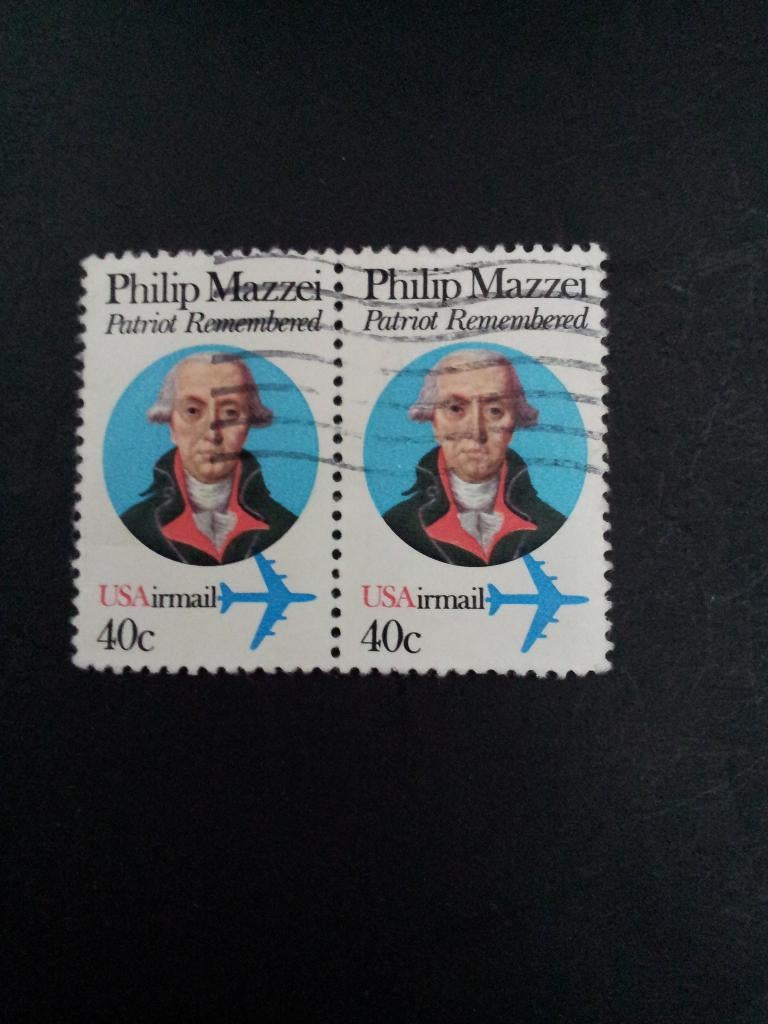 Philip Mazzei
Patriot Remembered
USAirmail
40c
Philip Mazzei
Patriot Remembered
USAirmail
40c